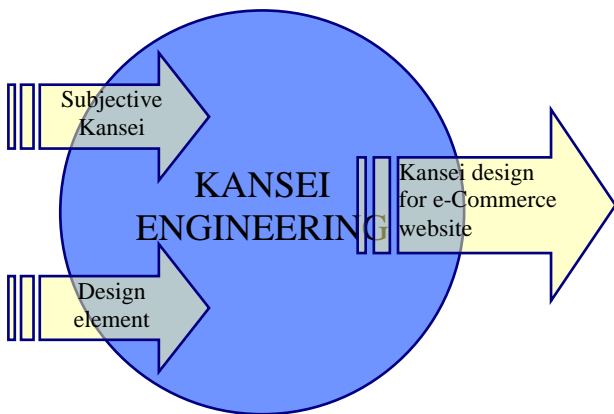 Subjective
Kansei
KANSEI
ENGINEERING
Kansei design
for e-Commerce
website
Design
element